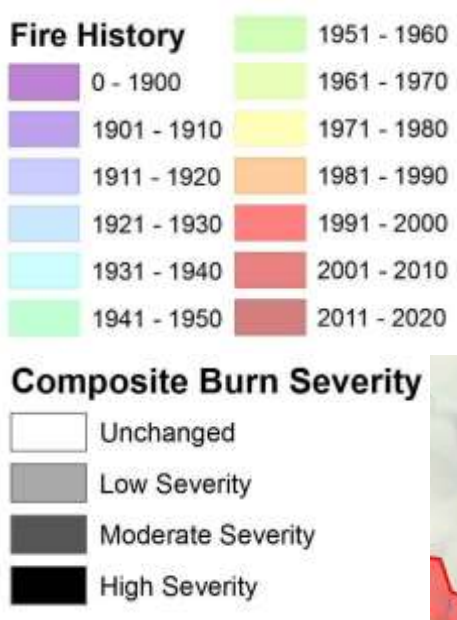 Fire History
0 - 1900
1901 - 1910
1911 - 1920
1921 - 1930
1931 - 1940
1941 - 1950
1951 - 1960
1961 - 1970
1971 - 1980
1981 - 1990
1991 - 2000
2001 - 2010
2011 - 2020
Composite Burn Severity
Unchanged
Low Severity
Moderate Severity
High Severity